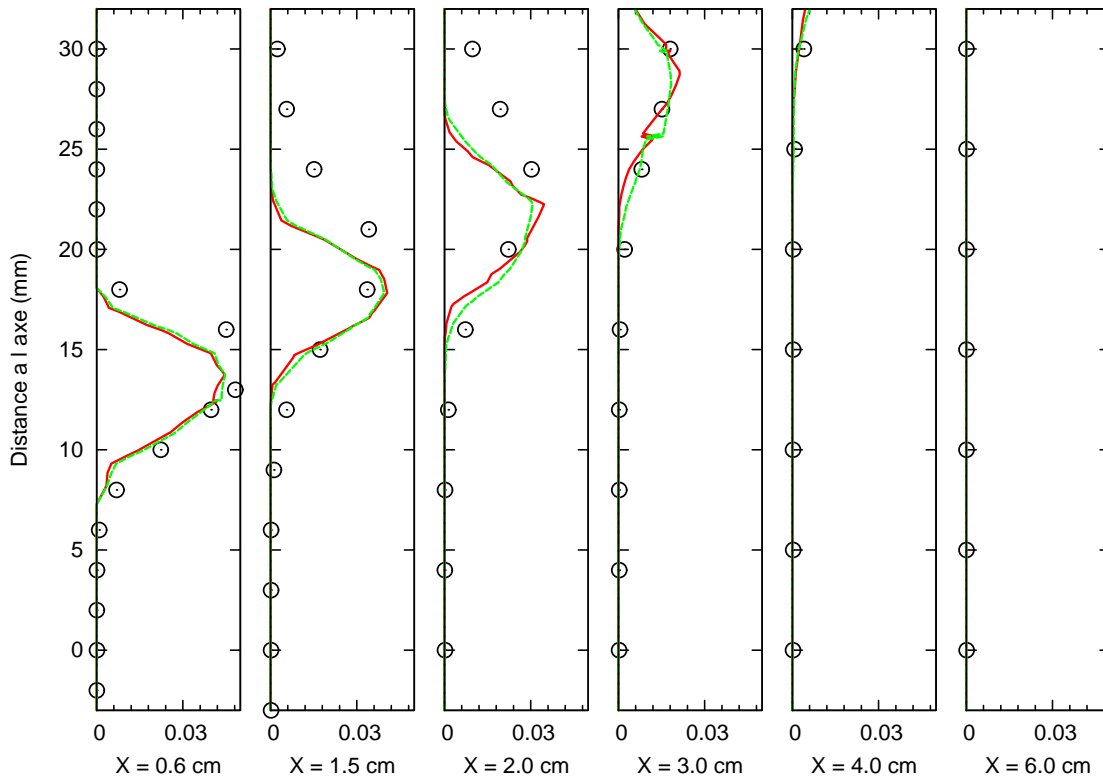 Distance a l axe (mm)
30
25
20
15
10
5
0
0 0.03 0 0.03 0 0.03 0 0.03 0 0.03 0 0.03
X = 0.6 cm X = 1.5 cm X = 2.0 cm X = 3.0 cm X = 4.0 cm X = 6.0 cm